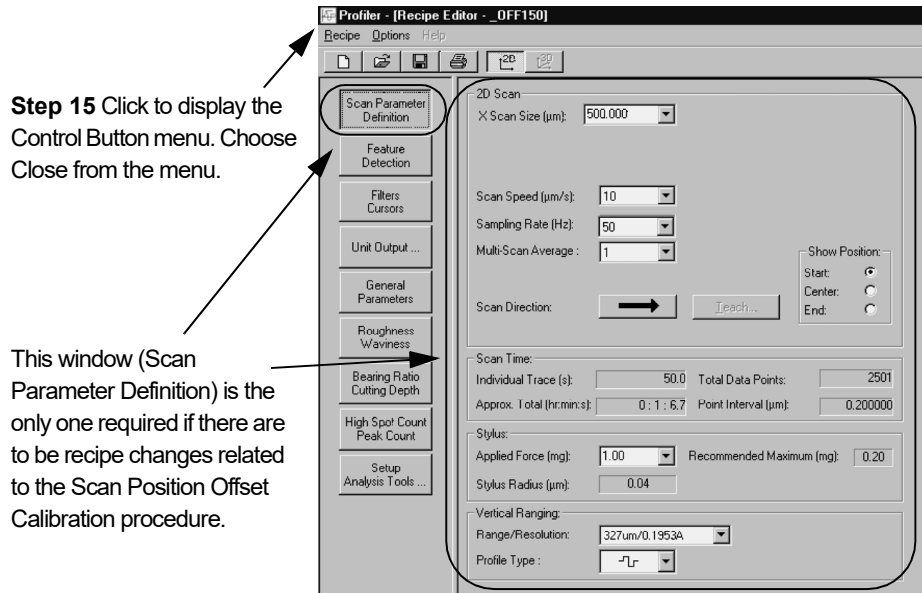 Profiler - [Recipe Editor - _OFF150]
Recipe Options Help
2D 3D
Step 15 Click to display the
Control Button menu. Choose
Close from the menu.
This window (Scan
Parameter Definition) is the
only one required if there are
to be recipe changes related
to the Scan Position Offset
Calibration procedure.
Scan Parameter
Definition
Feature
Detection
Filters
Cursors
Unit Output ...
General
Parameters
Roughness
Waviness
Bearing Ratio
Cutting Depth
High Spot Count
Peak Count
Setup
Analysis Tools ...
2D Scan
X Scan Size (µm): 500.000
Scan Speed (µm/s): 10
Sampling Rate (Hz): 50
Multi-Scan Average : 1
Show Position:
Start:
Center:
End:
Scan Direction: Teach...
Scan Time:
Individual Trace (s): 50.0 Total Data Points: 2501
Approx. Total (hr:min:s): 0 : 1 : 6.7 Point Interval (µm): 0.200000
Stylus:
Applied Force (mg): 1.00 Recommended Maximum (mg): 0.20
Stylus Radius (µm): 0.04
Vertical Ranging:
Range/Resolution: 327um/0.1953A
Profile Type :